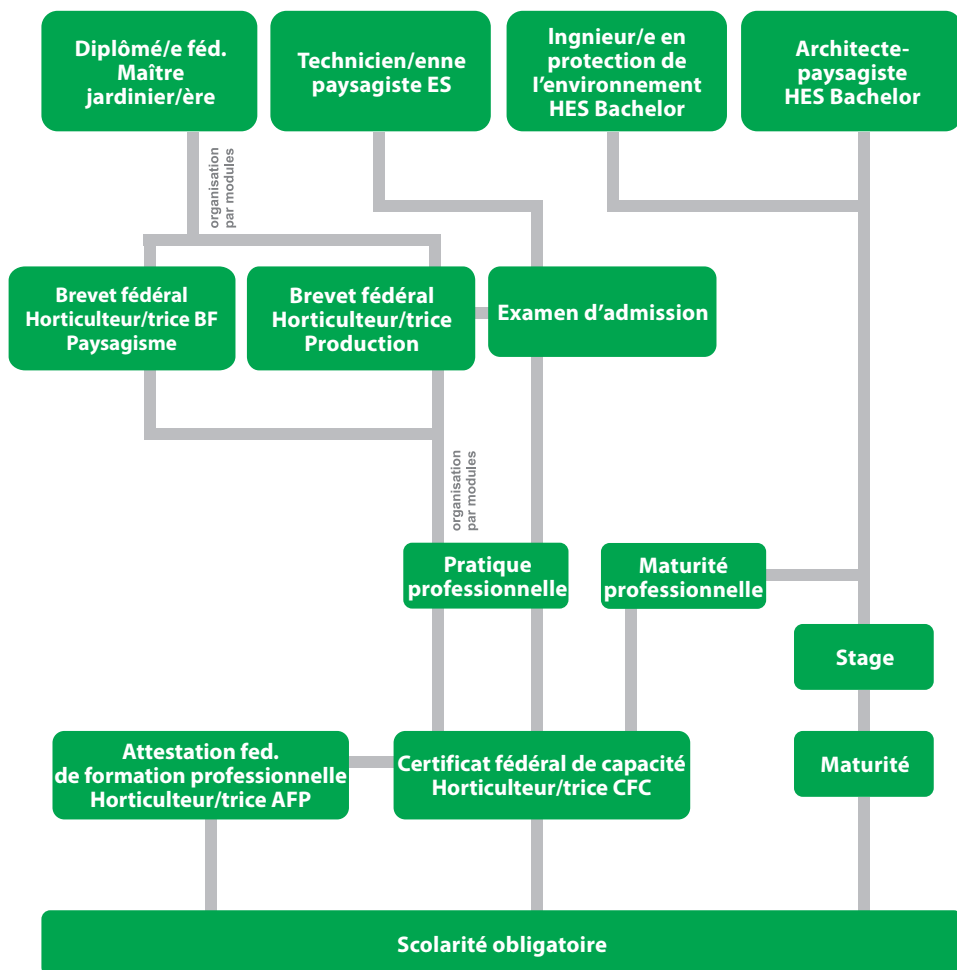 Diplômé/e féd.
Maître
jardinier/ère
Technicien/enne
paysagiste ES
Ingnieur/e en
protection de
l'environnement
HES Bachelor
Architecte-
paysagiste
HES Bachelor
organisation
par modules
Brevet fédéral
Horticulteur/trice BF
Paysagisme
Brevet fédéral
Horticulteur/trice
Production
Examen d'admission
organisation
par modules
Pratique
professionnelle
Maturité
professionnelle
Stage
Attestation fed.
de formation professionnelle
Horticulteur/trice AFP
Certificat fédéral de capacité
Horticulteur/trice CFC
Maturité
Scolarité obligatoire